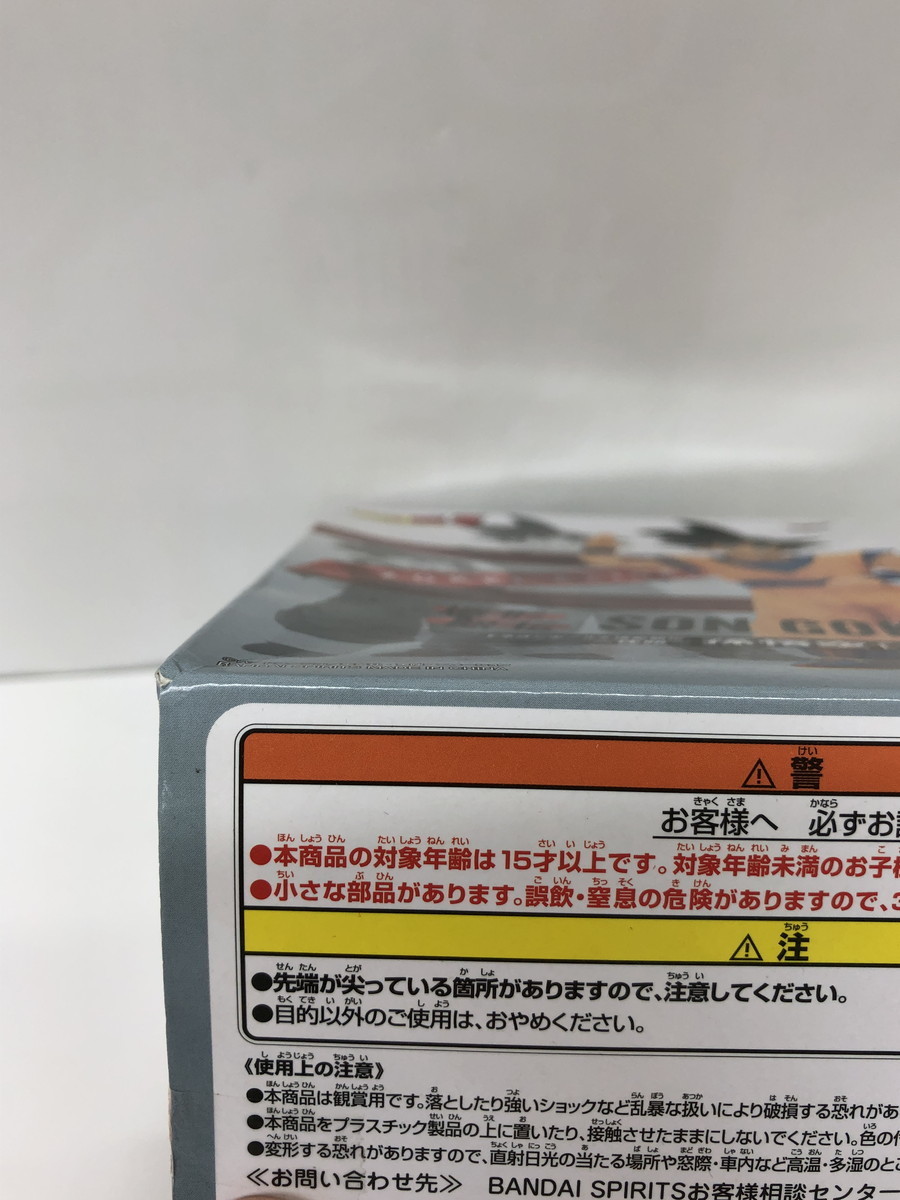 SON GOK
警
お客様へ 必ずお読
●本商品の対象年齢は15才以上です。対象年齢未満のお子様
●小さな部品があります。誤飲・窒息の危険がありますので、3
注
●先端が尖っている箇所がありますので、注意してください。
●目的以外のご使用は、おやめください。
《使用上の注意》
●本商品は観賞用です。落としたり強いショックなど乱暴な扱いにより破損する恐れがあ
●本商品をプラスチック製品の上に置いたり、接触させたままにしないでください。色の付
●変形する恐れがありますので、直射日光の当たる場所や窓際・車内など高温・多湿のとこ
≪お問い合わせ先≫ BANDAI SPIRITSお客様相談センター